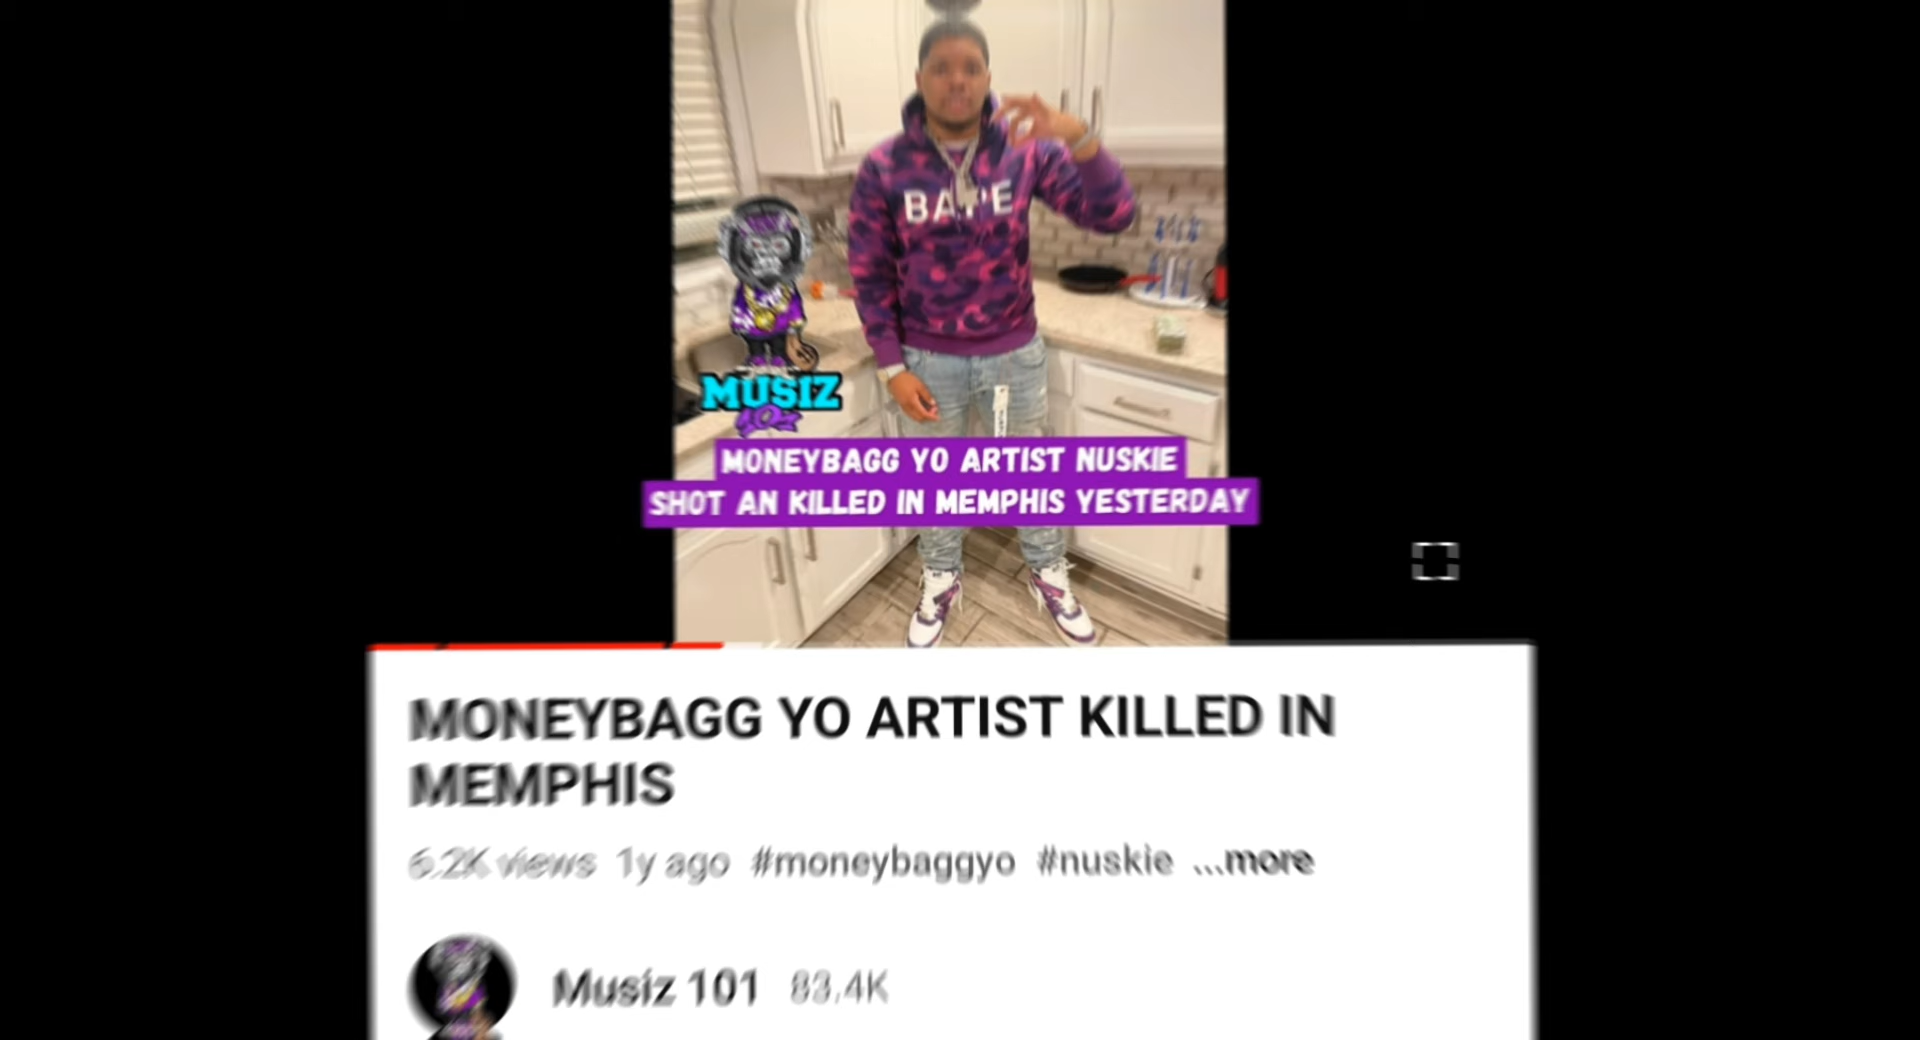 BAPE
MUSIZ
101
MONEYBAGG YO ARTIST NUSKIE
SHOT AN KILLED IN MEMPHIS YESTERDAY
MONEYBAGG YO ARTIST KILLED IN
MEMPHIS
6.2K views 1y ago #moneybaggyo #nuskie ...more
Musiz 101 83.4K